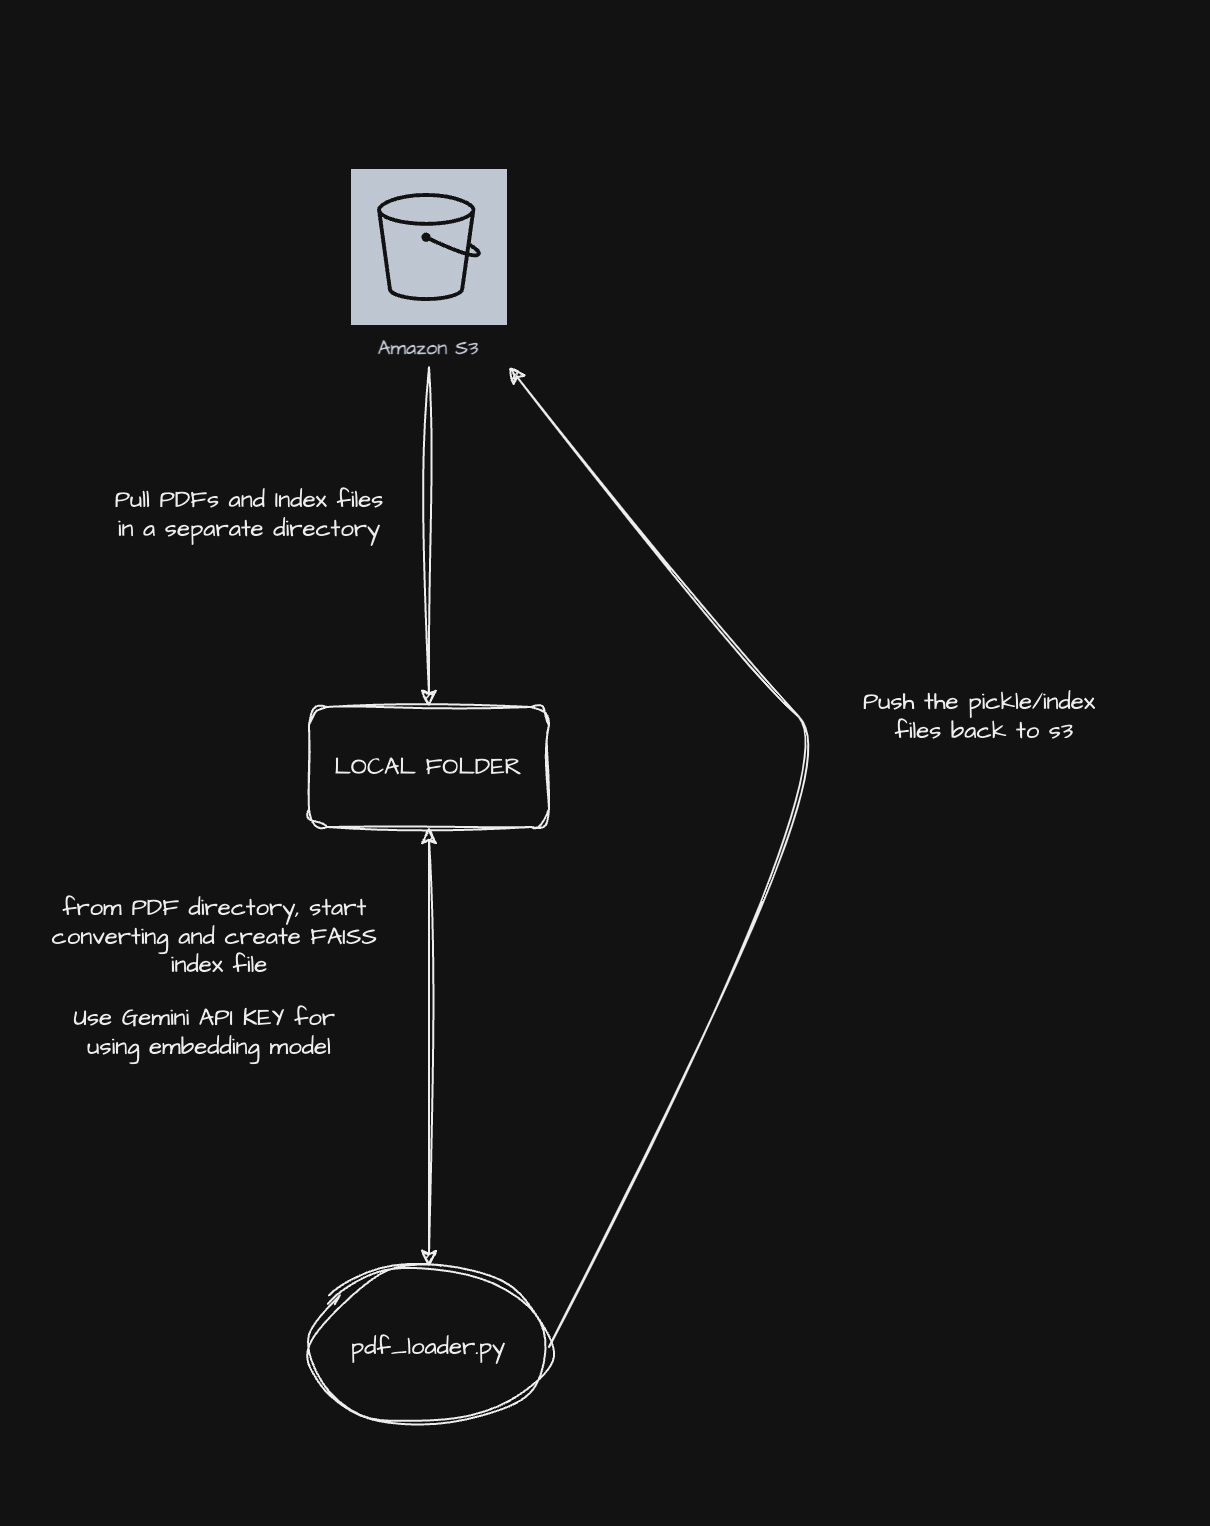 Amazon S3
Pull PDFs and Index files
in a separate directory
Push the pickle/index
files back to s3
LOCAL FOLDER
from PDF directory, start
converting and create FAISS
index file
Use Gemini API KEY for
using embedding model
pdf_loader.py